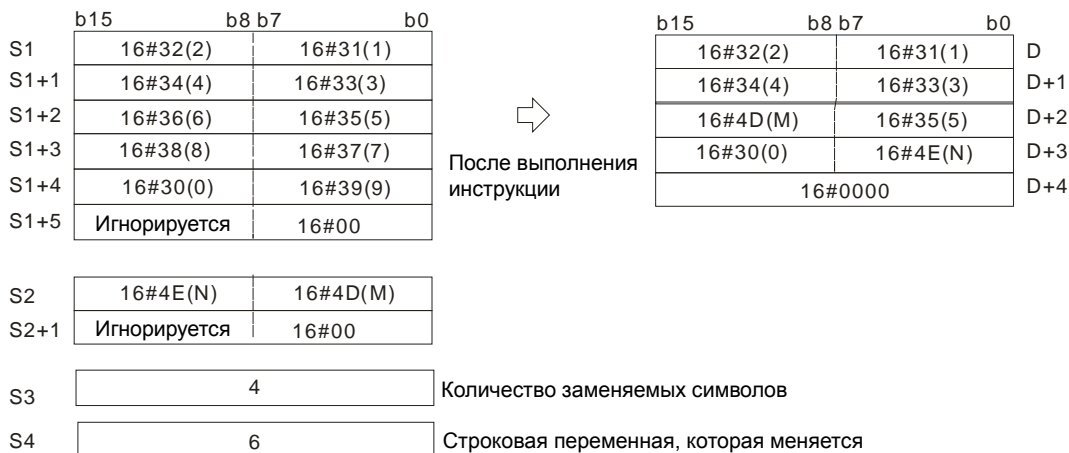 b15 b8 b7 b0
S1 16#32(2) 16#31(1)
S1+1 16#34(4) 16#33(3)
S1+2 16#36(6) 16#35(5)
S1+3 16#38(8) 16#37(7)
S1+4 16#30(0) 16#39(9)
S1+5 Игнорируется 16#00
После выполнения
инструкции
b15 b8 b7 b0
16#32(2) 16#31(1) D
16#34(4) 16#33(3) D+1
16#4D(M) 16#35(5) D+2
16#30(0) 16#4E(N) D+3
16#0000 D+4
S2 16#4E(N) 16#4D(M)
S2+1 Игнорируется 16#00
S3 4 Количество заменяемых символов
S4 6 Строковая переменная, которая меняется